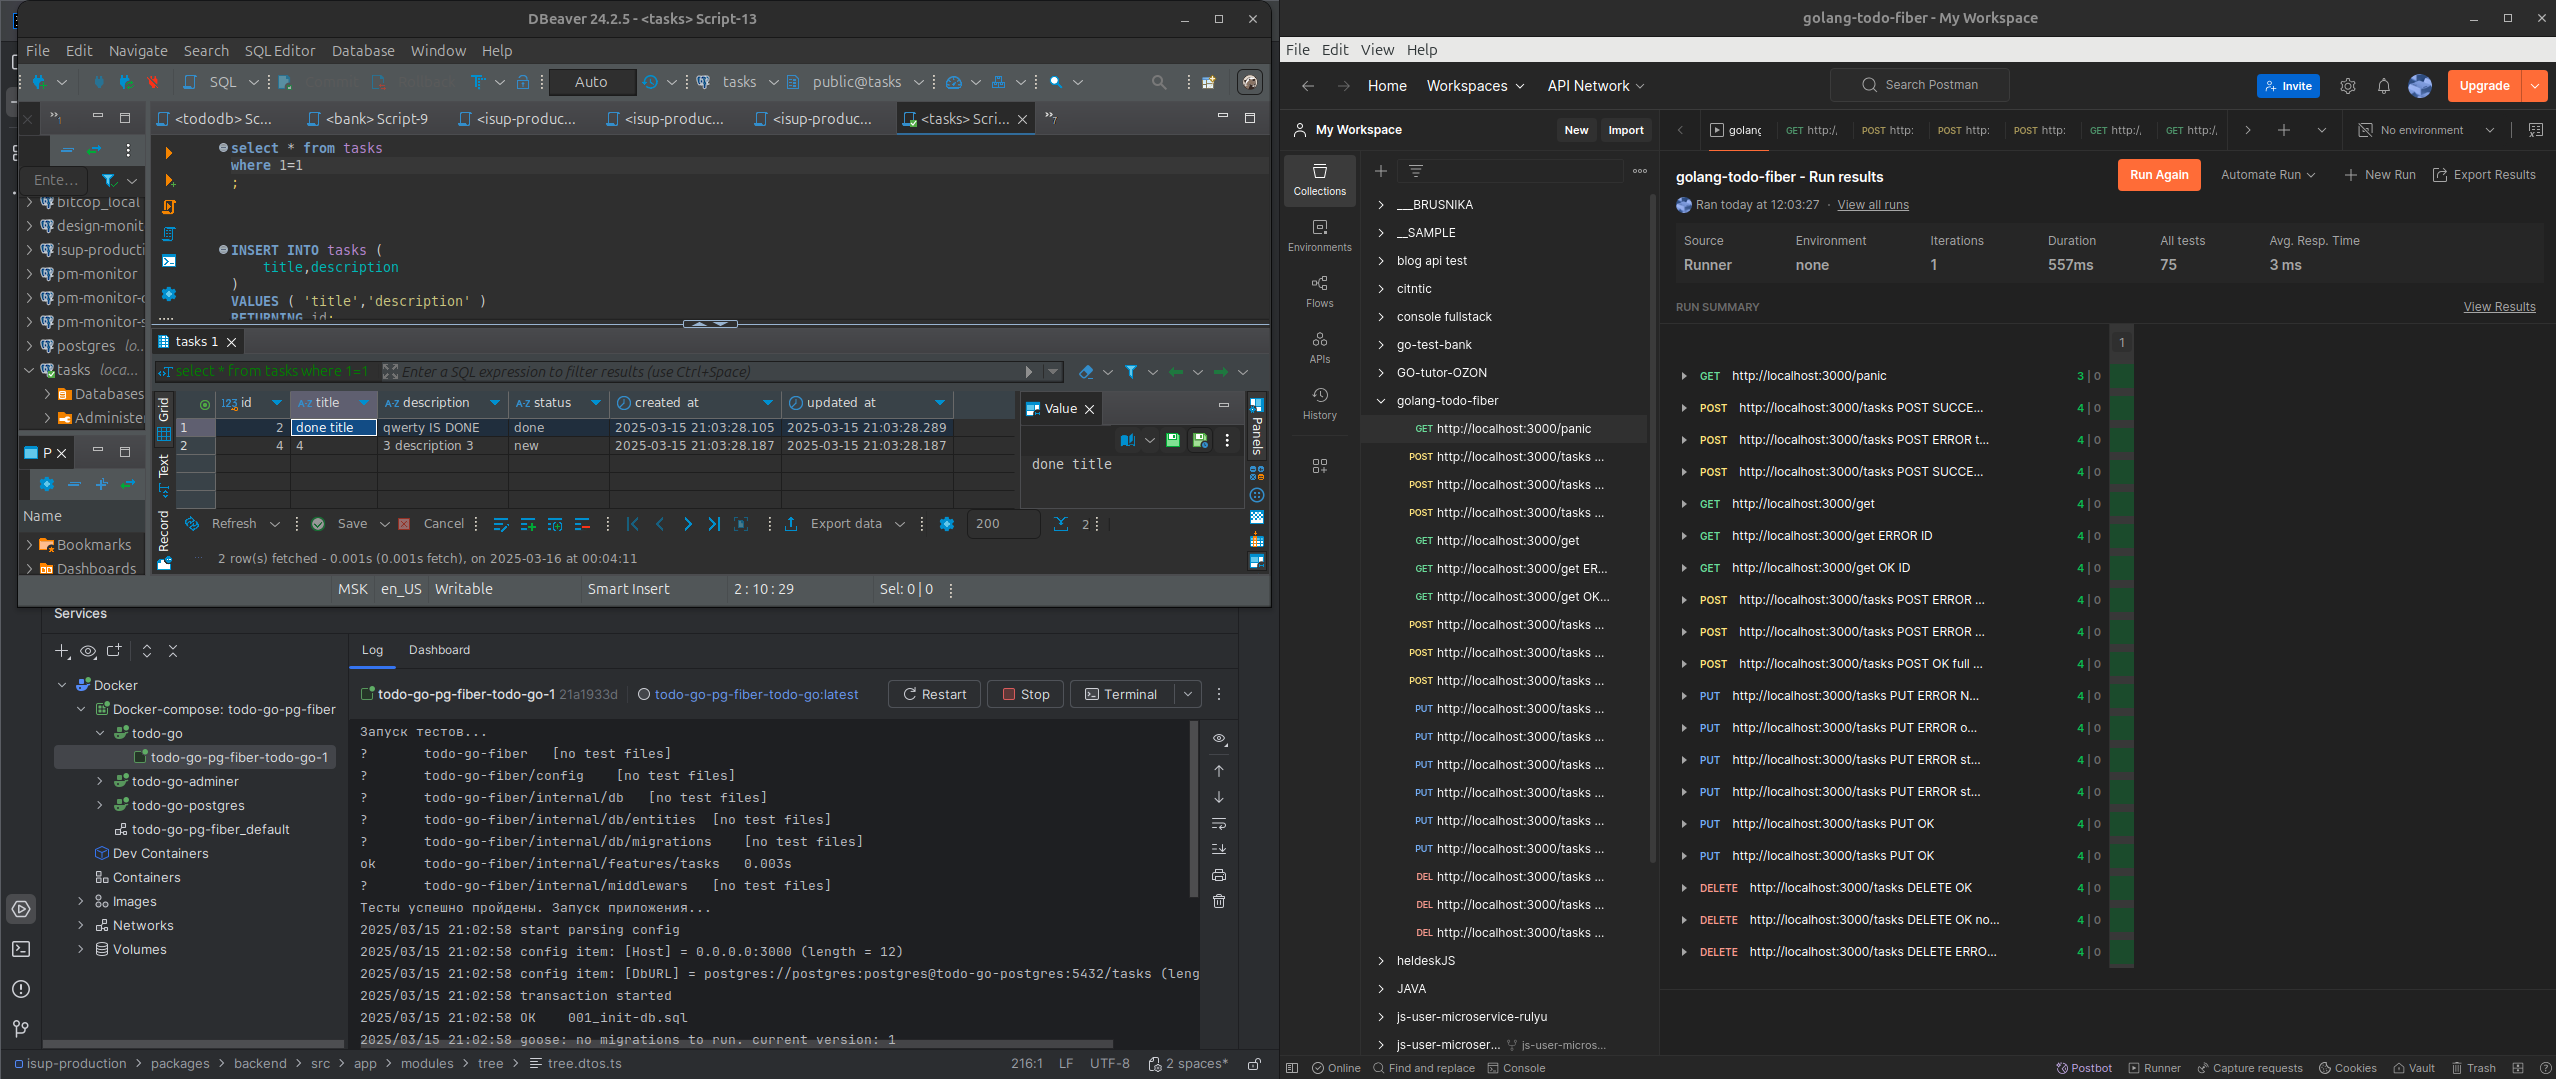 DBeaver 24.2.5 - <tasks> Script-13
File Edit Navigate Search SQL Editor Database Window Help
SQL Auto tasks public@tasks
<tododb> Sc... <bank> Script-9 <isup-produc... <isup-produc... <isup-produc... <tasks> Scri...
Ente...
bitcop_local
design-monit
isup-producti
pm-monitor
pm-monitor-c
pm-monitor-s
postgres lo...
tasks loca...
Databases
Administe
select * from tasks
where 1=1
;
INSERT INTO tasks (
title,description
)
VALUES ( 'title','description' )
RETURNING id;
tasks 1
select * from tasks where 1=1 Enter a SQL expression to filter results (use Ctrl+Space)
Grid
Text
Record
id title description status created_at updated_at
1 2 done title qwerty IS DONE done 2025-03-15 21:03:28.105 2025-03-15 21:03:28.289
2 4 4 3 description 3 new 2025-03-15 21:03:28.187 2025-03-15 21:03:28.187
Value
done title
Panels
P
Name
Bookmarks
Dashboards
Refresh Save Cancel Export data 200 2
2 row(s) fetched - 0.001s (0.001s fetch), on 2025-03-16 at 00:04:11
MSK en_US Writable Smart Insert 2 : 10 : 29 Sel: 0 | 0
Services
Docker
Docker-compose: todo-go-pg-fiber
todo-go
todo-go-pg-fiber-todo-go-1
todo-go-adminer
todo-go-postgres
todo-go-pg-fiber_default
Dev Containers
Containers
Images
Networks
Volumes
Log Dashboard
todo-go-pg-fiber-todo-go-1 21a1933d todo-go-pg-fiber-todo-go:latest Restart Stop Terminal
Запуск тестов...
? todo-go-fiber [no test files]
? todo-go-fiber/config [no test files]
? todo-go-fiber/internal/db [no test files]
? todo-go-fiber/internal/db/entities [no test files]
? todo-go-fiber/internal/db/migrations [no test files]
ok todo-go-fiber/internal/features/tasks 0.003s
? todo-go-fiber/internal/middlewars [no test files]
Тесты успешно пройдены. Запуск приложения...
2025/03/15 21:02:58 start parsing config
2025/03/15 21:02:58 config item: [Host] = 0.0.0.0:3000 (length = 12)
2025/03/15 21:02:58 config item: [DbURL] = postgres://postgres:postgres@todo-go-postgres:5432/tasks (leng
2025/03/15 21:02:58 transaction started
2025/03/15 21:02:58 OK 001_init-db.sql
2025/03/15 21:02:58 goose: no migrations to run. current version: 1
isup-production > packages > backend > src > app > modules > tree > tree.dtos.ts
216:1 LF UTF-8 2 spaces*
golang-todo-fiber - My Workspace
File Edit View Help
Home Workspaces API Network Search Postman Invite Upgrade
My Workspace New Import
golang GET http:/, POST http: POST http: POST http: GET http:/, GET http:/, No environment
Collections
Environments
Flows
APIs
History
___BRUSNIKA
__SAMPLE
blog api test
citntic
console fullstack
go-test-bank
GO-tutor-OZON
golang-todo-fiber
GET http://localhost:3000/panic
POST http://localhost:3000/tasks ...
POST http://localhost:3000/tasks ...
POST http://localhost:3000/tasks ...
GET http://localhost:3000/get
GET http://localhost:3000/get ER...
GET http://localhost:3000/get OK...
POST http://localhost:3000/tasks ...
POST http://localhost:3000/tasks ...
POST http://localhost:3000/tasks ...
PUT http://localhost:3000/tasks ...
PUT http://localhost:3000/tasks ...
PUT http://localhost:3000/tasks ...
PUT http://localhost:3000/tasks ...
PUT http://localhost:3000/tasks ...
PUT http://localhost:3000/tasks ...
DEL http://localhost:3000/tasks ...
DEL http://localhost:3000/tasks ...
DEL http://localhost:3000/tasks ...
heldeskJS
JAVA
js-user-microservice-rulyu
js-user-microser... js-user-micros...
golang-todo-fiber - Run results
Run Again Automate Run New Run Export Results
Ran today at 12:03:27 · View all runs
Source Environment Iterations Duration All tests Avg. Resp. Time
Runner none 1 557ms 75 3 ms
RUN SUMMARY View Results
1
GET http://localhost:3000/panic 3 | 0
POST http://localhost:3000/tasks POST SUCCE... 4 | 0
POST http://localhost:3000/tasks POST ERROR t... 4 | 0
POST http://localhost:3000/tasks POST SUCCE... 4 | 0
GET http://localhost:3000/get 4 | 0
GET http://localhost:3000/get ERROR ID 4 | 0
GET http://localhost:3000/get OK ID 4 | 0
POST http://localhost:3000/tasks POST ERROR ... 4 | 0
POST http://localhost:3000/tasks POST ERROR ... 4 | 0
POST http://localhost:3000/tasks POST OK full ... 4 | 0
PUT http://localhost:3000/tasks PUT ERROR N... 4 | 0
PUT http://localhost:3000/tasks PUT ERROR o... 4 | 0
PUT http://localhost:3000/tasks PUT ERROR st... 4 | 0
PUT http://localhost:3000/tasks PUT ERROR st... 4 | 0
PUT http://localhost:3000/tasks PUT OK 4 | 0
PUT http://localhost:3000/tasks PUT OK 4 | 0
DELETE http://localhost:3000/tasks DELETE OK 4 | 0
DELETE http://localhost:3000/tasks DELETE OK no... 4 | 0
DELETE http://localhost:3000/tasks DELETE ERRO... 4 | 0
Online Find and replace Console
Postbot Runner Capture requests Cookies Vault Trash